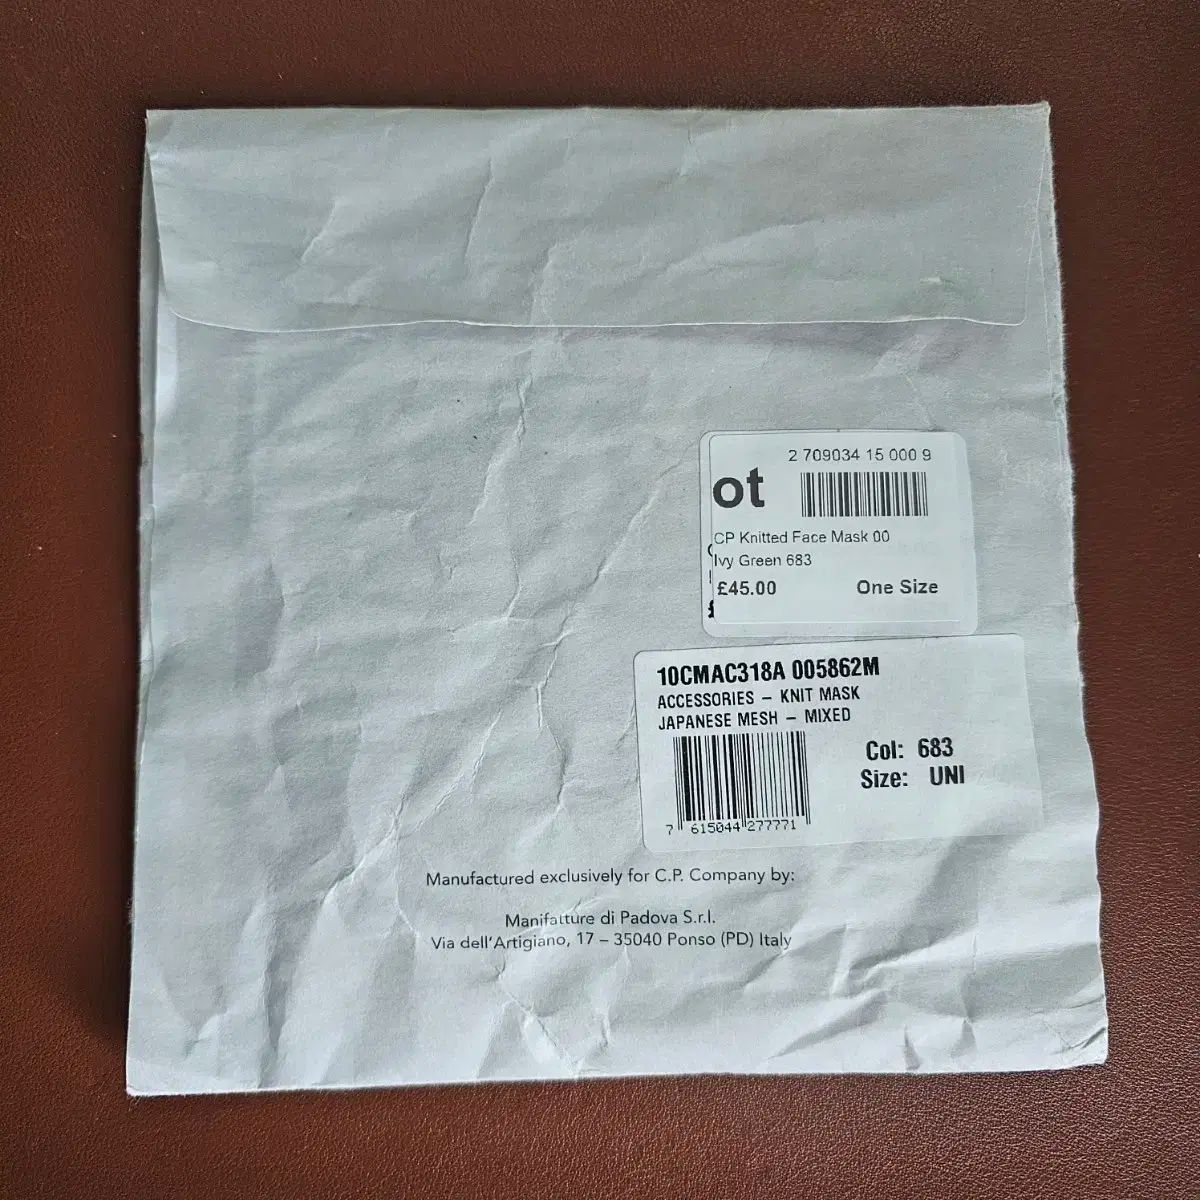 2 709034 15 000 9
ot
CP Knitted Face Mask 00
Ivy Green 683
£45.00 One Size
10CMAC318A 005862M
ACCESSORIES – KNIT MASK
JAPANESE MESH – MIXED
Col: 683
Size: UNI
7 615044 277771
Manufactured exclusively for C.P. Company by:
Manifatture di Padova S.r.l.
Via dell'Artigiano, 17 – 35040 Ponso (PD) Italy